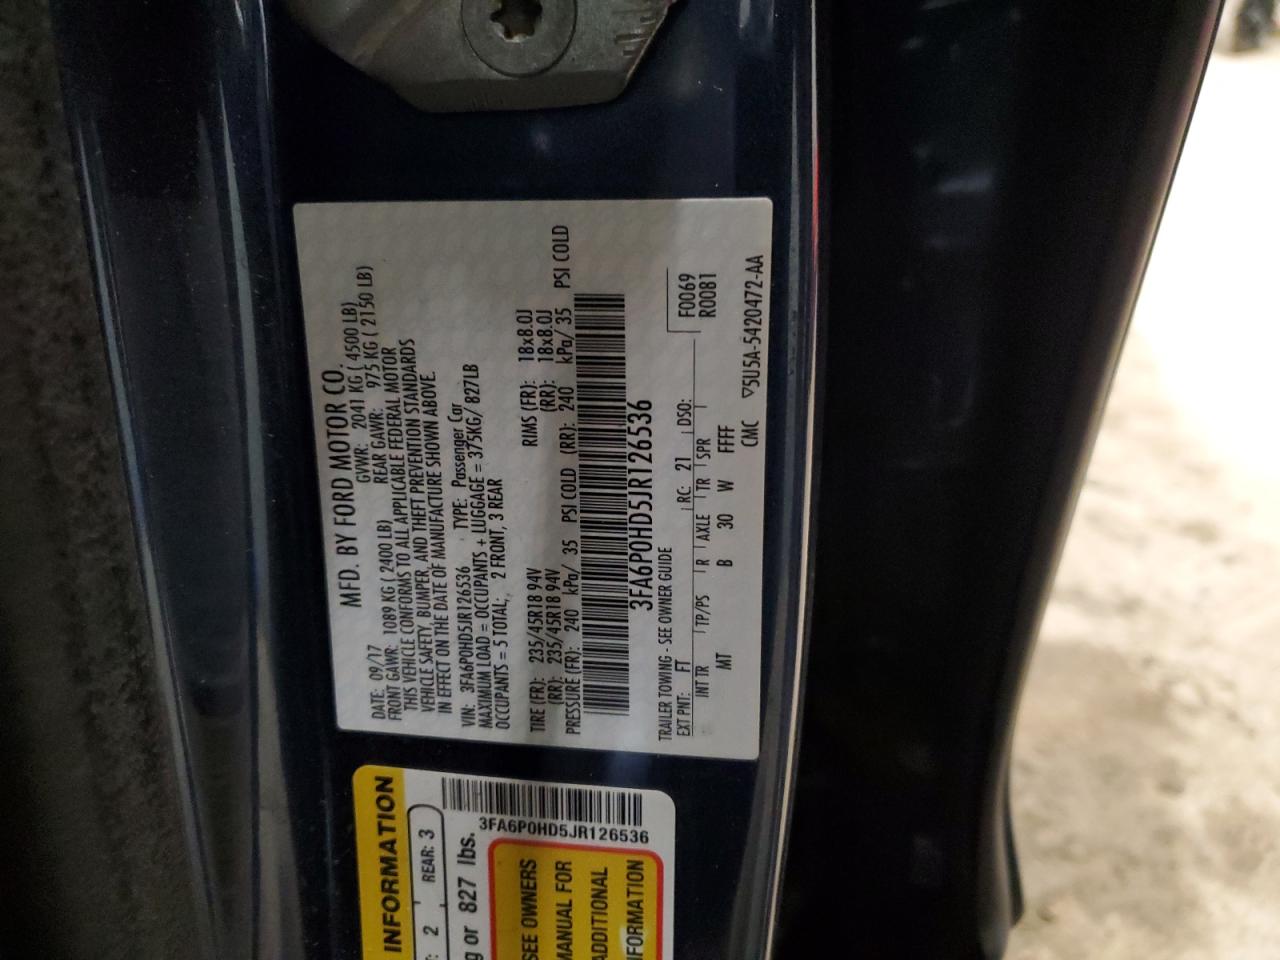 MFD. BY FORD MOTOR CO.
DATE: 09/17 GVWR: 2041 KG ( 4500 LB)
FRONT GAWR: 1089 KG ( 2400 LB) REAR GAWR: 975 KG ( 2150 LB)
THIS VEHICLE CONFORMS TO ALL APPLICABLE FEDERAL MOTOR
VEHICLE SAFETY, BUMPER, AND THEFT PREVENTION STANDARDS
IN EFFECT ON THE DATE OF MANUFACTURE SHOWN ABOVE.
VIN: 3FA6P0HD5JR126536 TYPE: Passenger Car
MAXIMUM LOAD = OCCUPANTS + LUGGAGE = 375KG/ 827LB
OCCUPANTS = 5 TOTAL; 2 FRONT, 3 REAR
TIRE (FR): 235/45R18 94V RIMS (FR): 18x8.0J
(RR): 235/45R18 94V (RR): 18x8.0J
PRESSURE (FR): 240 kPa/ 35 PSI COLD (RR): 240 kPa/ 35 PSI COLD
3FA6P0HD5JR126536
TRAILER TOWING - SEE OWNER GUIDE
F0069
R0081
EXT PNT: FT RC: 21 DSO:
INT TR TP/PS R AXLE TR SPR
MT B 30 W FFFF
CMC ▽5U5A-5420472-AA
INFORMATION
2 REAR: 3
3FA6P0HD5JR126536
g or 827 lbs.
SEE OWNERS
MANUAL FOR
ADDITIONAL
INFORMATION